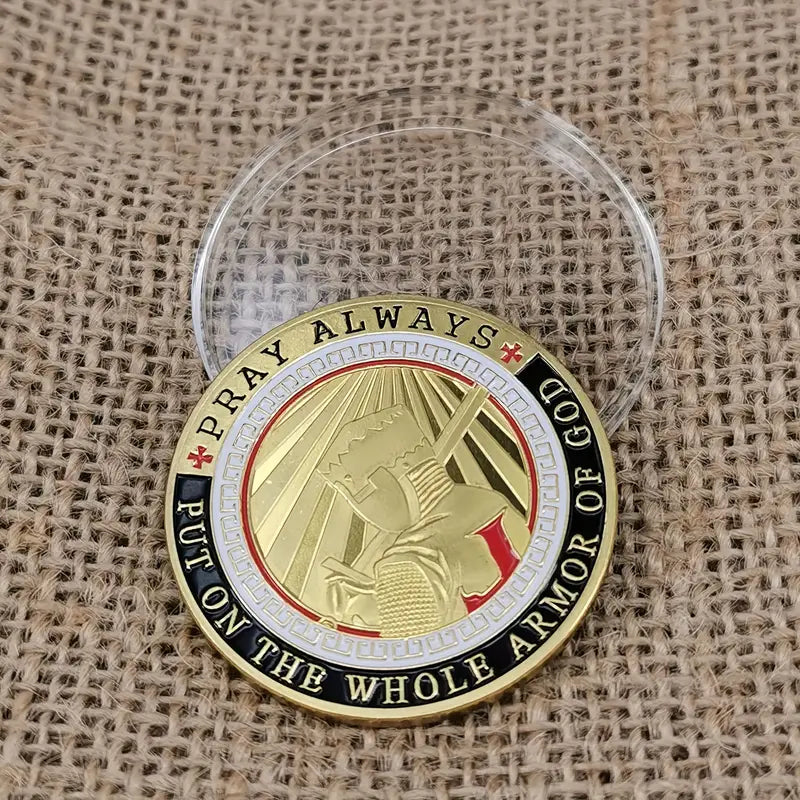 PRAY ALWAYS
PUT ON THE WHOLE ARMOR OF GOD